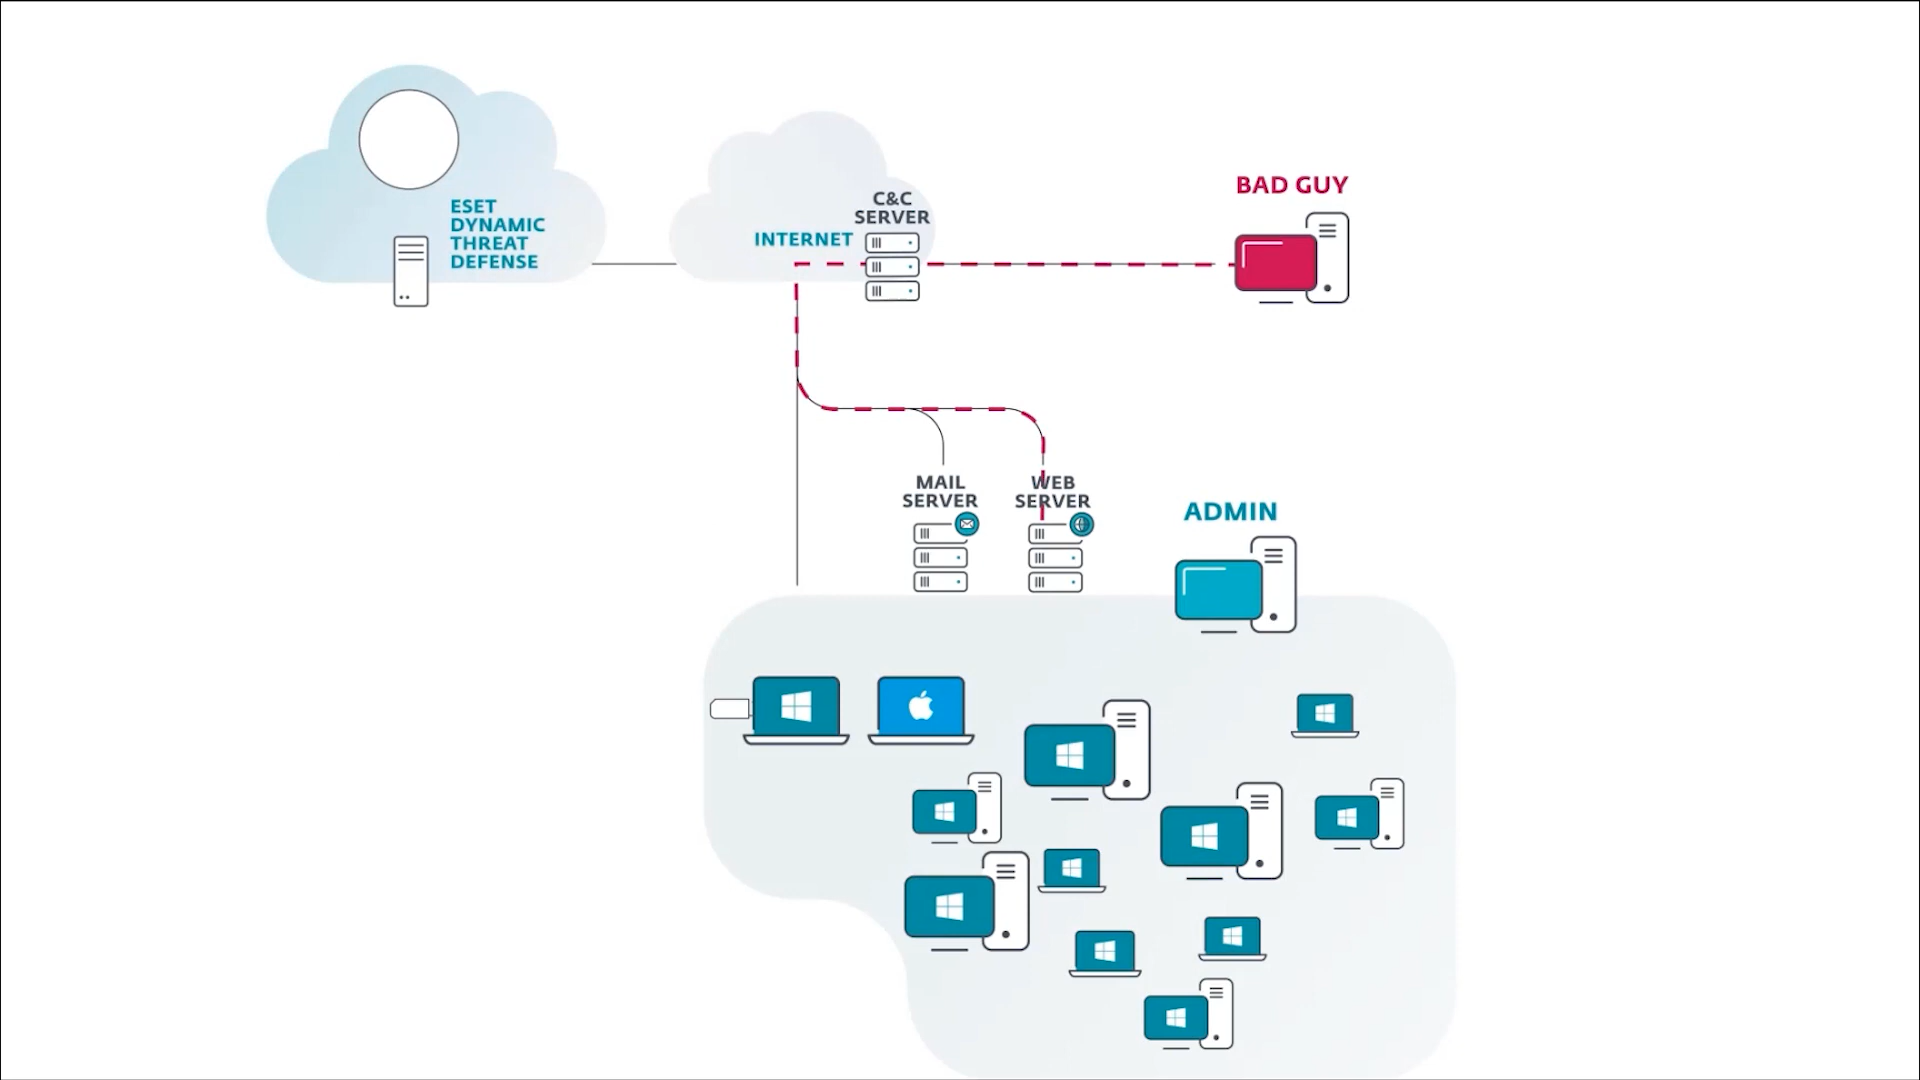 ESET
DYNAMIC
THREAT
DEFENSE
INTERNET
C&C
SERVER
BAD GUY
MAIL
SERVER
WEB
SERVER
ADMIN